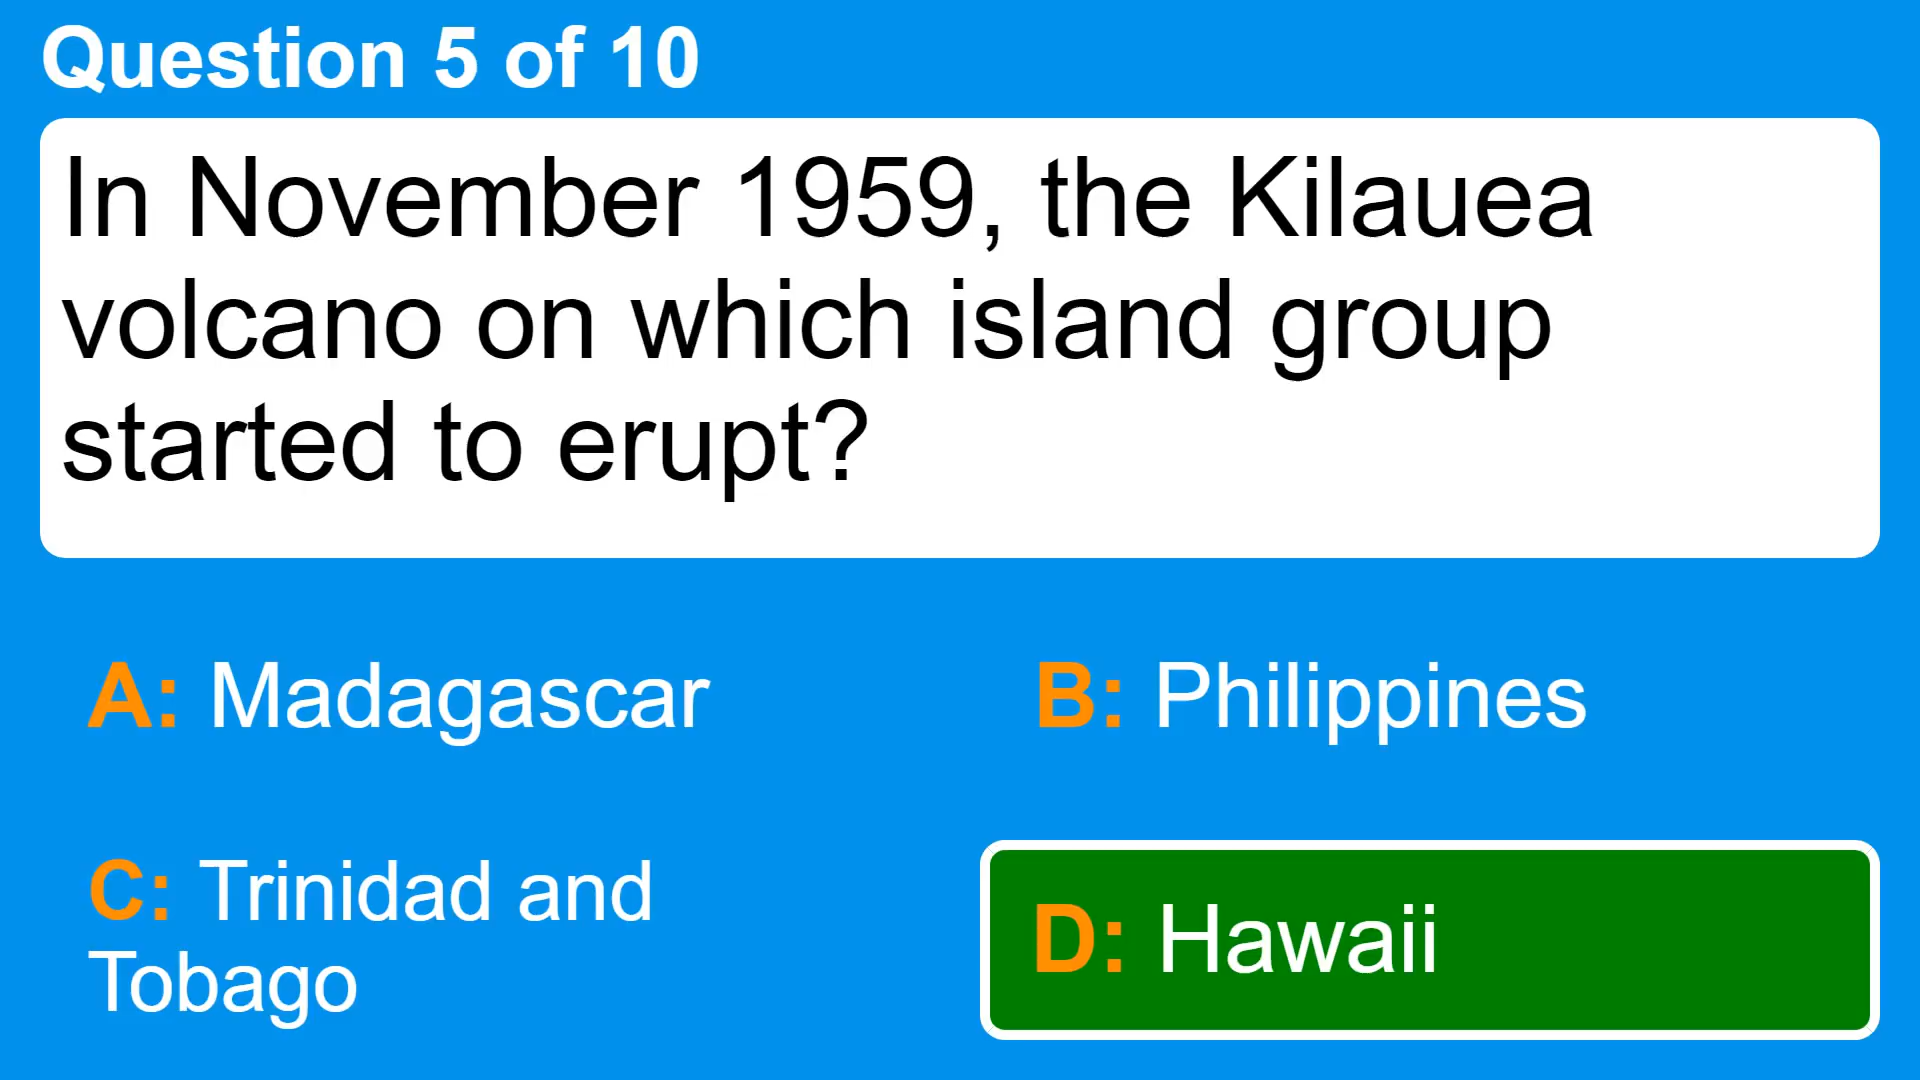 Question 5 of 10
In November 1959, the Kilauea
volcano on which island group
started to erupt?
A: Madagascar
B: Philippines
C: Trinidad and
Tobago
D: Hawaii